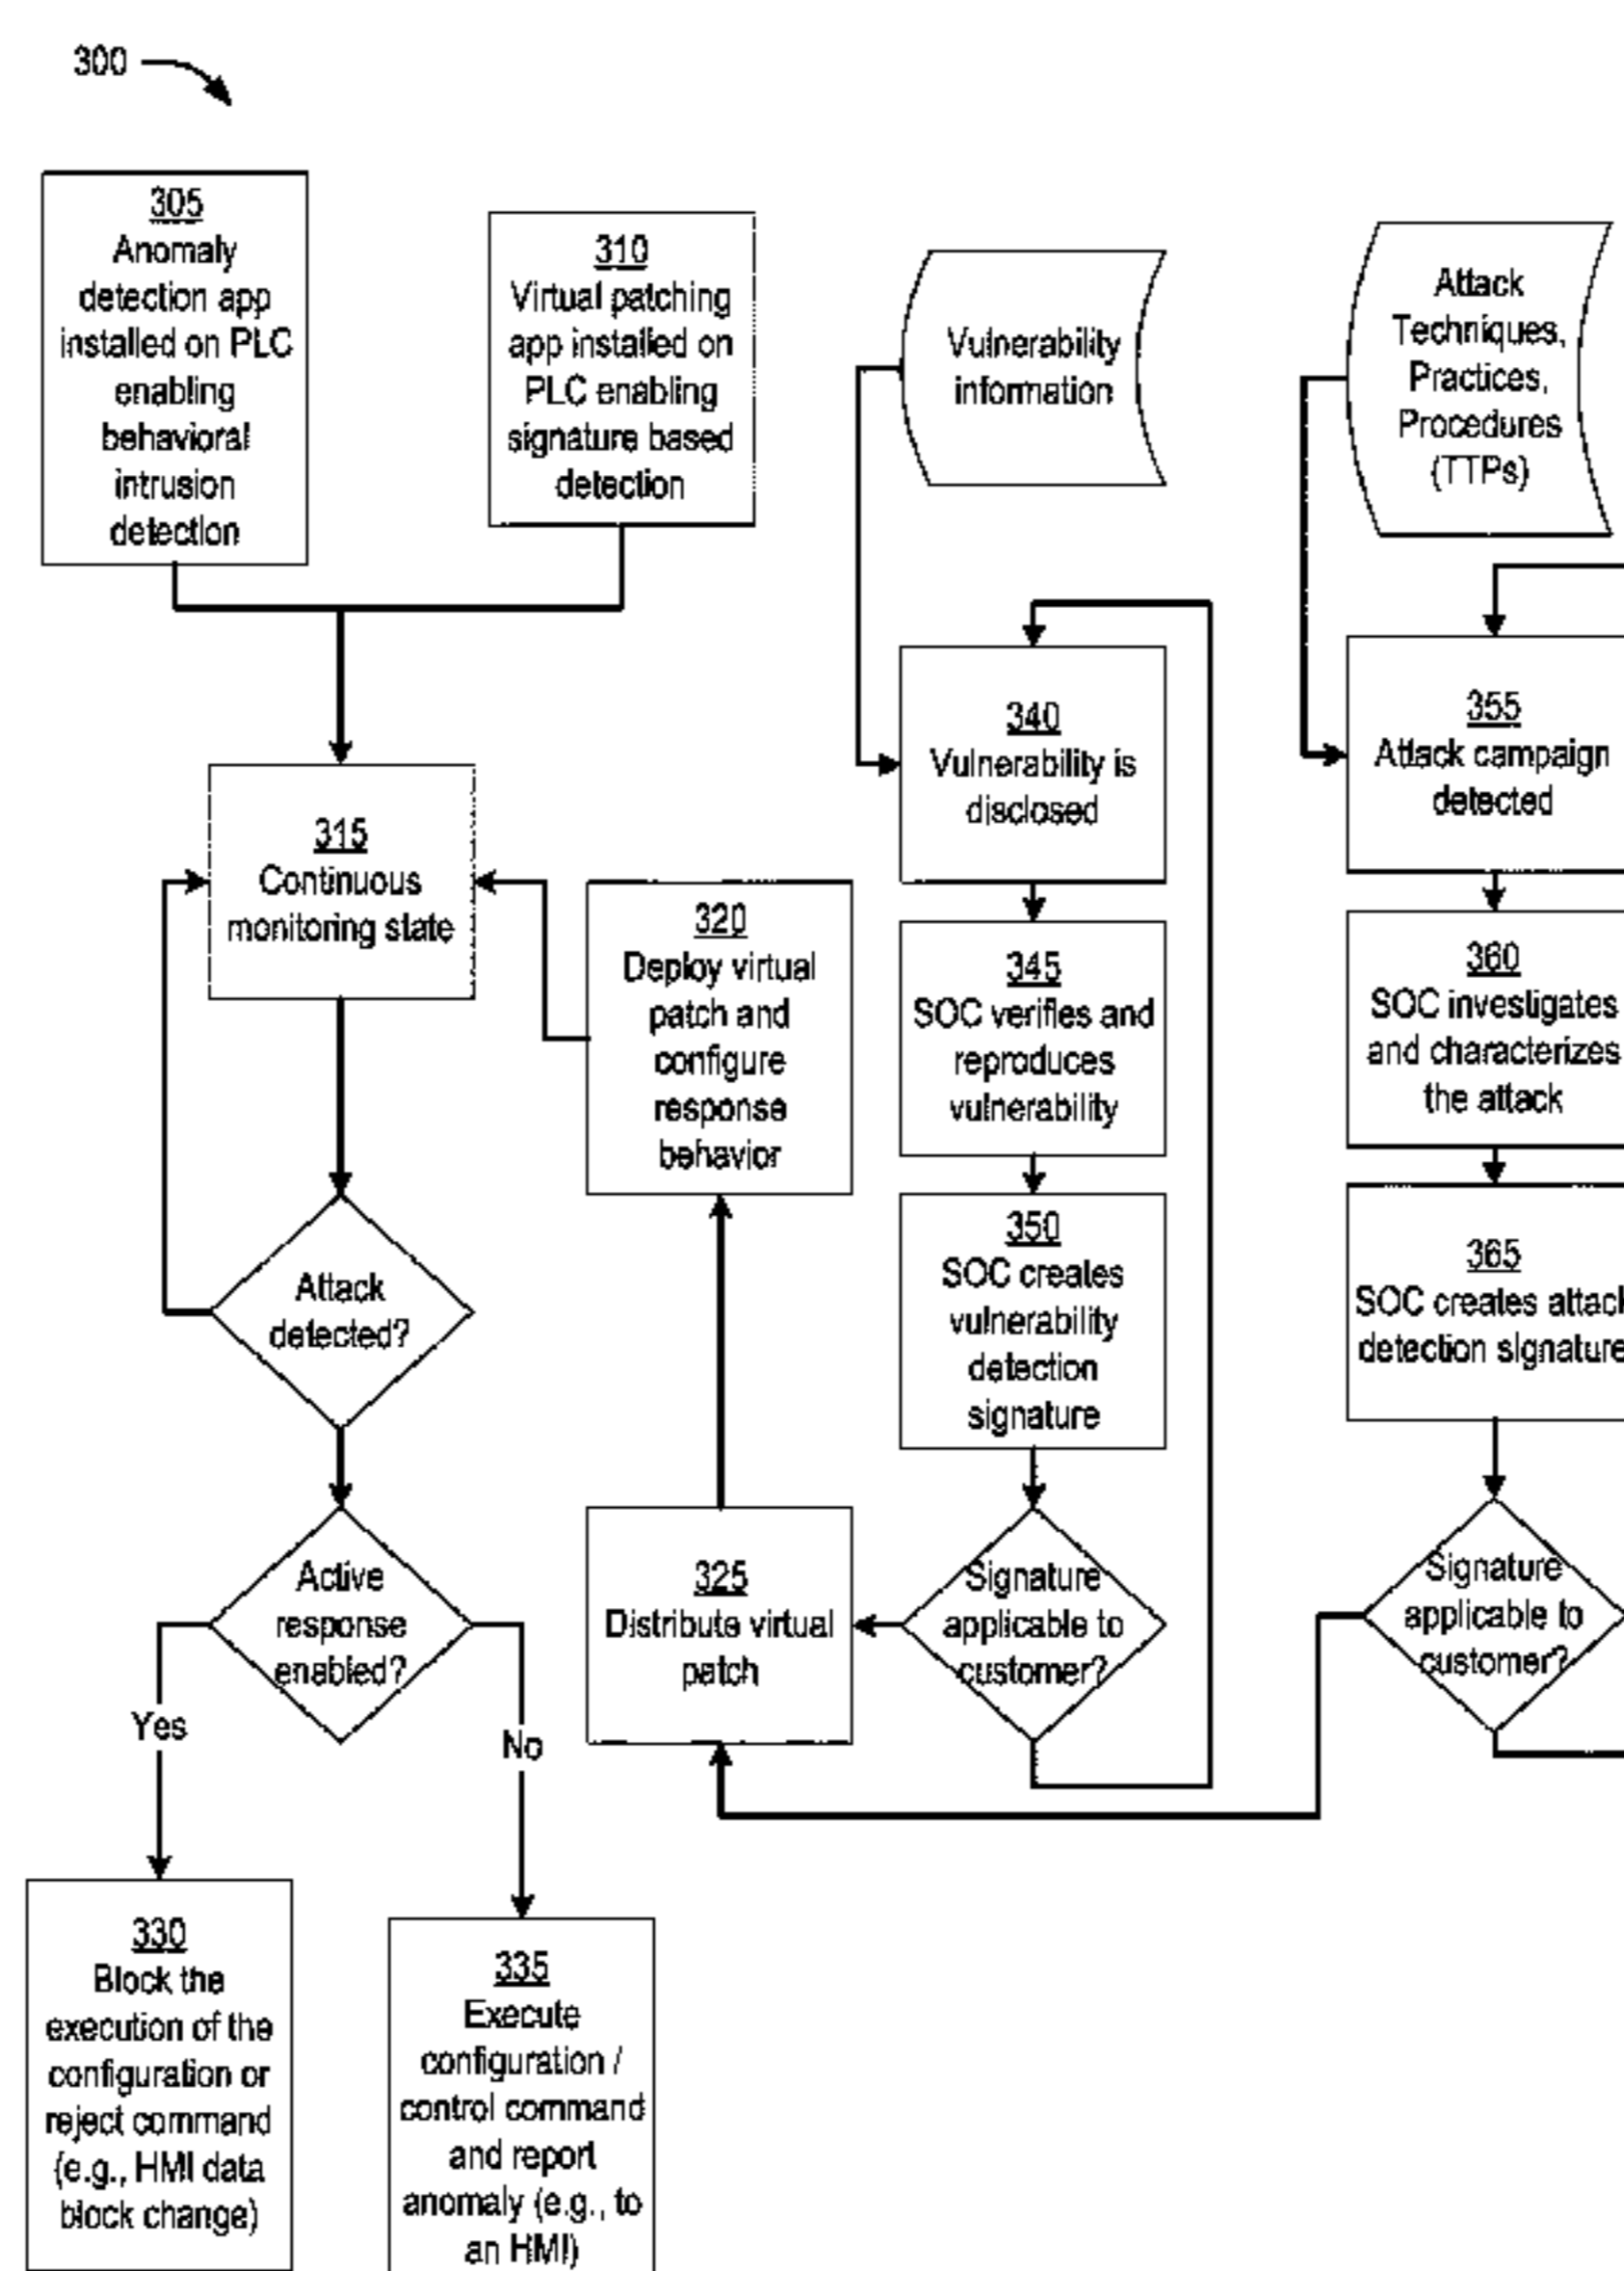 300
305
Anomaly
detection app
installed on PLC
enabling
behavioral
intrusion
detection
310
Virtual patching
app installed on
PLC enabling
signature based
detection
Vulnerability
information
Attack
Techniques,
Practices,
Procedures
(TTPs)
315
Continuous
monitoring state
320
Deploy virtual
patch and
configure
response
behavior
340
Vulnerability is
disclosed
355
Attack campaign
detected
345
SOC verifies and
reproduces
vulnerability
360
SOC investigates
and characterizes
the attack
350
SOC creates
vulnerability
detection
signature
365
SOC creates attack
detection signature
Attack
detected?
Active
response
enabled?
325
Distribute virtual
patch
Signature
applicable to
customer?
Signature
applicable to
customer?
Yes
No
330
Block the
execution of the
configuration or
reject command
(e.g., HMI data
block change)
335
Execute
configuration /
control command
and report
anomaly (e.g., to
an HMI)